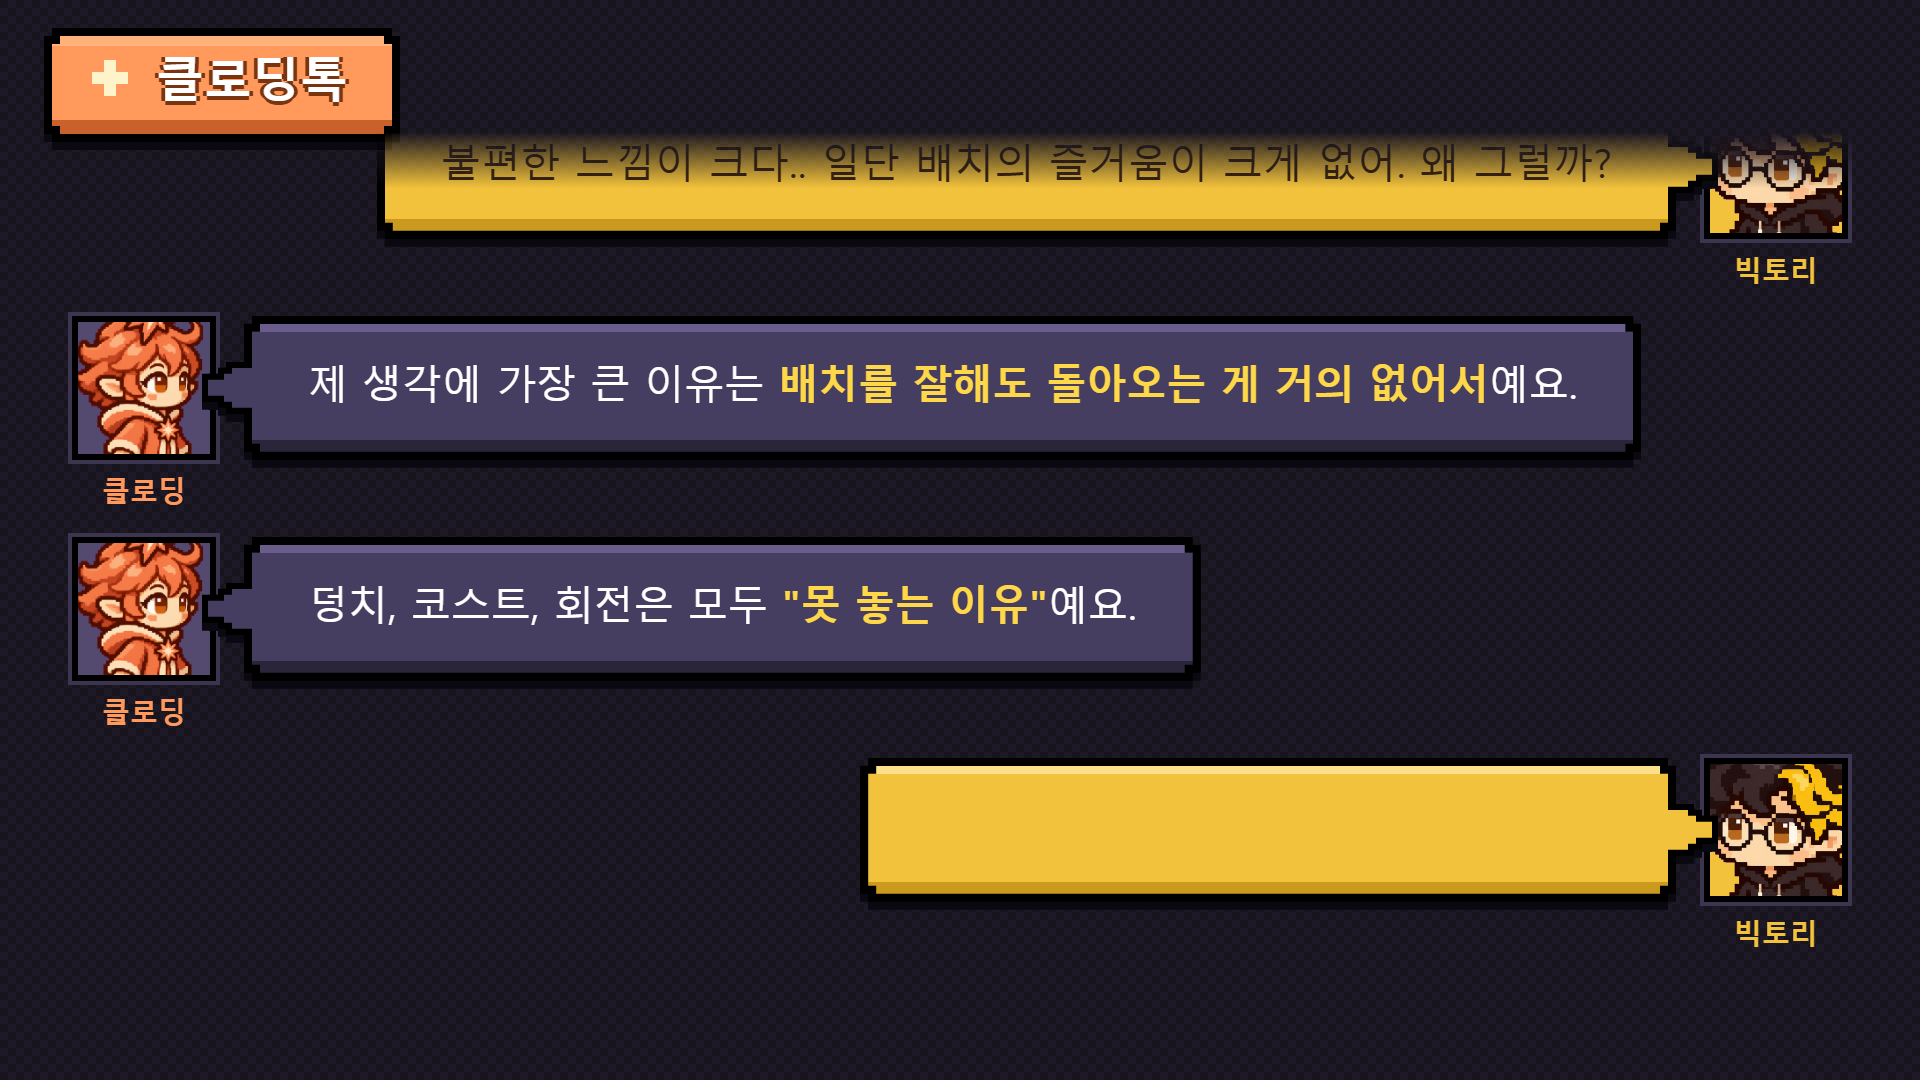 클로딩톡
불편한 느낌이 크다.. 일단 배치의 즐거움이 크게 없어. 왜 그럴까?
빅토리
제 생각에 가장 큰 이유는 배치를 잘해도 돌아오는 게 거의 없어서예요.
클로딩
덩치, 코스트, 회전은 모두 "못 놓는 이유"예요.
클로딩
빅토리